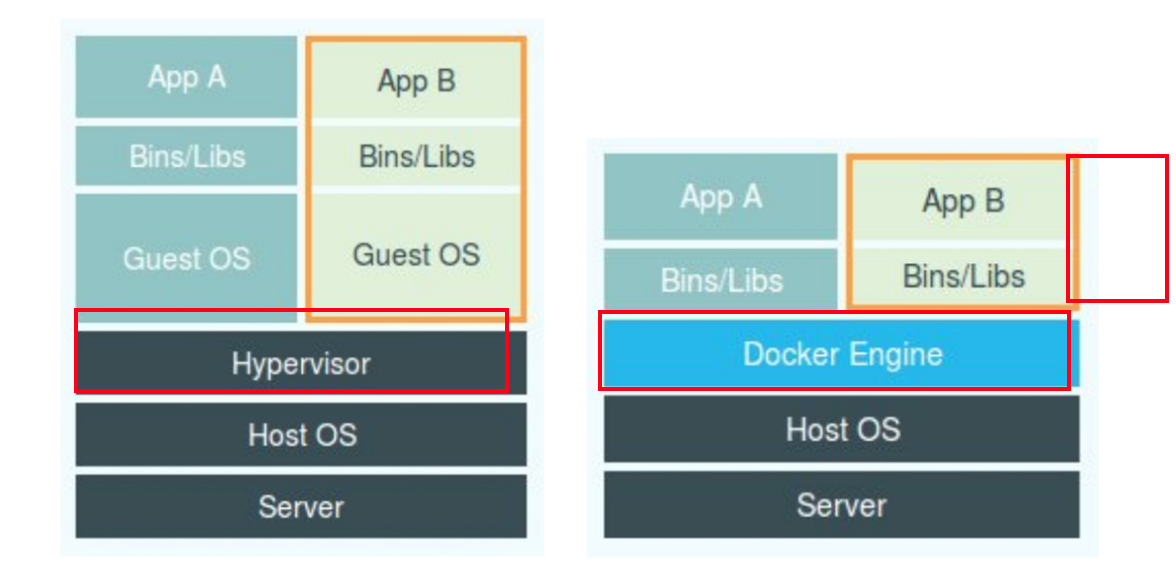 App A
App B
Bins/Libs
Bins/Libs
Guest OS
Guest OS
Hypervisor
Host OS
Server
App A
App B
Bins/Libs
Bins/Libs
Docker Engine
Host OS
Server